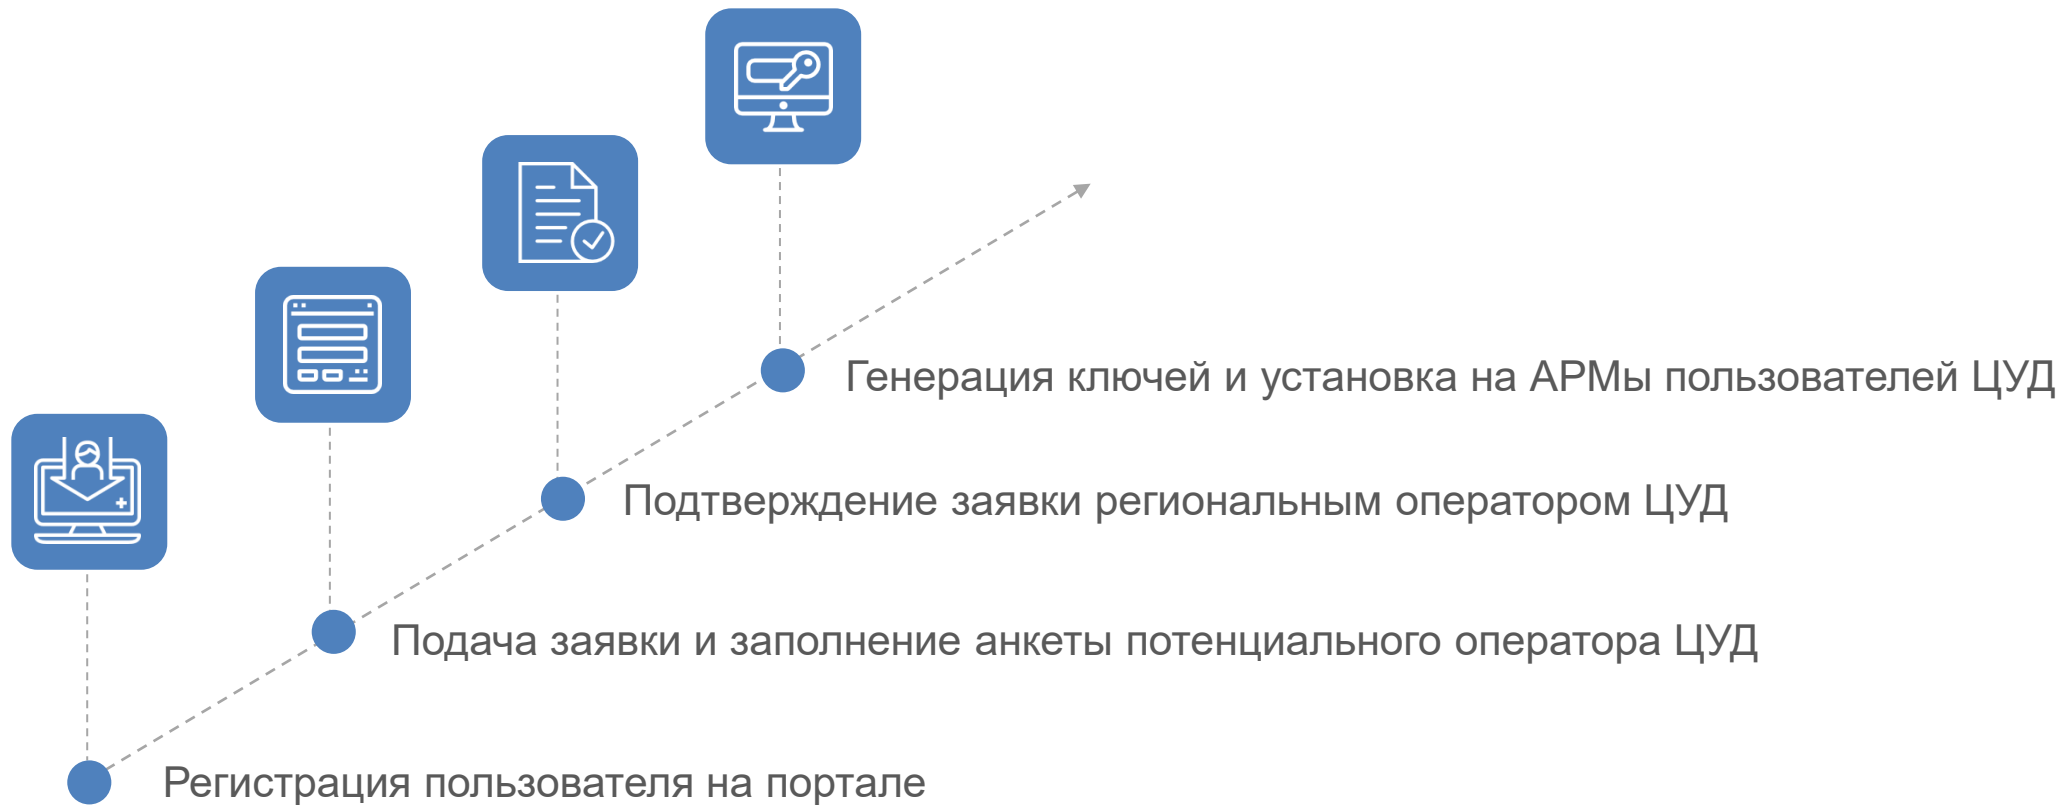 Генерация ключей и установка на АРМы пользователей ЦУД
Подтверждение заявки региональным оператором ЦУД
Подача заявки и заполнение анкеты потенциального оператора ЦУД
Регистрация пользователя на портале